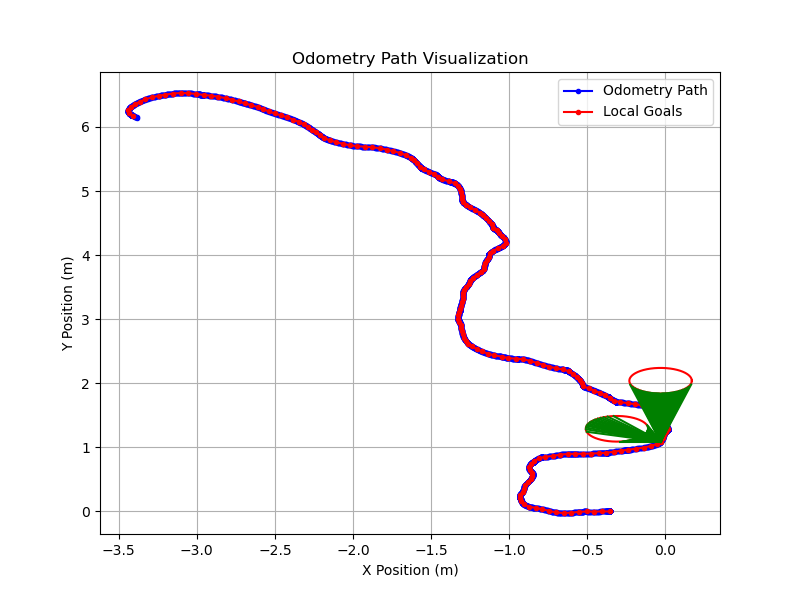 Odometry Path Visualization
Odometry Path
Local Goals
Y Position (m)
6
5
4
3
2
1
0
−3.5 −3.0 −2.5 −2.0 −1.5 −1.0 −0.5 0.0
X Position (m)